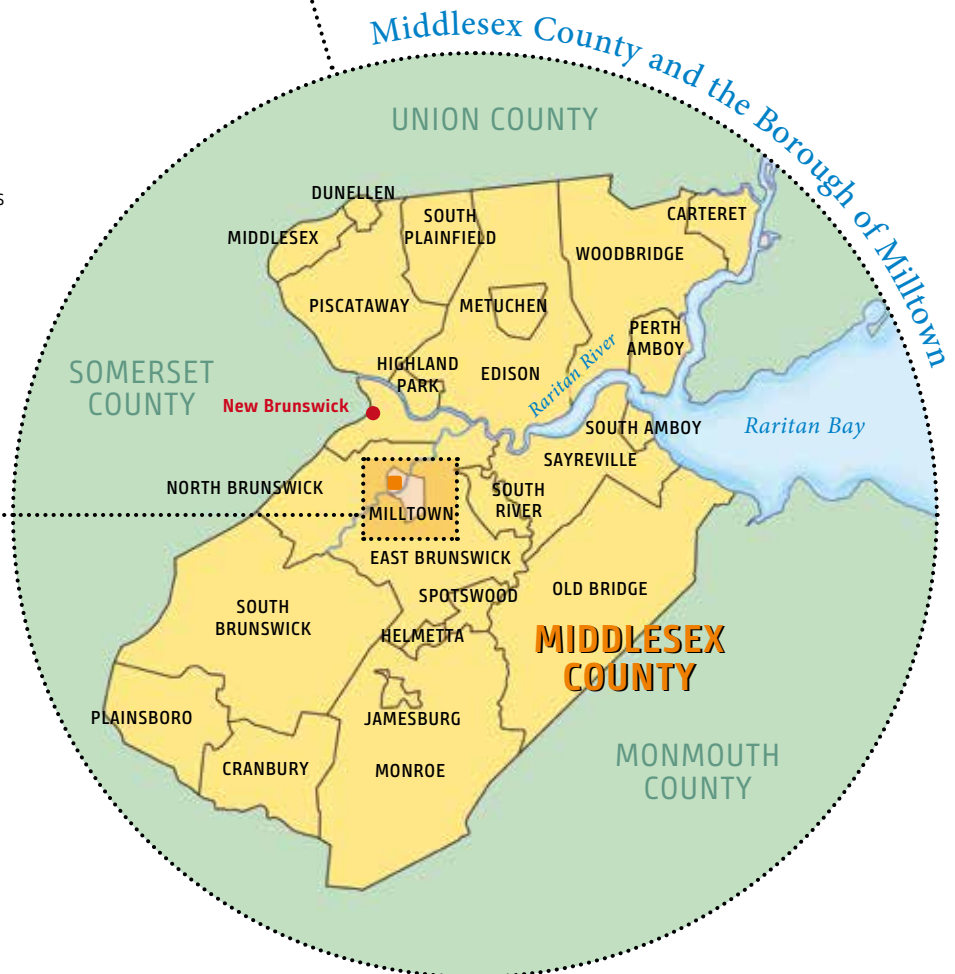 Middlesex County and the Borough of Milltown
UNION COUNTY
s
DUNELLEN
CARTERET
SOUTH
PLAINFIELD
MIDDLESEX
WOODBRIDGE
PISCATAWAY
METUCHEN
PERTH
AMBOY
HIGHLAND
PARK
EDISON
Raritan River
SOMERSET
COUNTY
New Brunswick
SOUTH AMBOY
Raritan Bay
SAYREVILLE
NORTH BRUNSWICK
SOUTH
RIVER
MILLTOWN
EAST BRUNSWICK
OLD BRIDGE
SPOTSWOOD
SOUTH
BRUNSWICK
HELMETTA
MIDDLESEX
COUNTY
PLAINSBORO
JAMESBURG
MONMOUTH
COUNTY
CRANBURY
MONROE